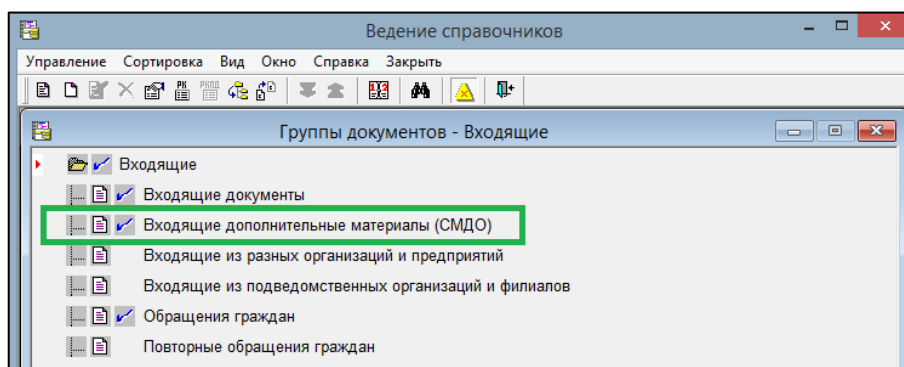 Ведение справочников
Управление Сортировка Вид Окно Справка Закрыть
Группы документов - Входящие
Входящие
Входящие документы
Входящие дополнительные материалы (СМДО)
Входящие из разных организаций и предприятий
Входящие из подведомственных организаций и филиалов
Обращения граждан
Повторные обращения граждан